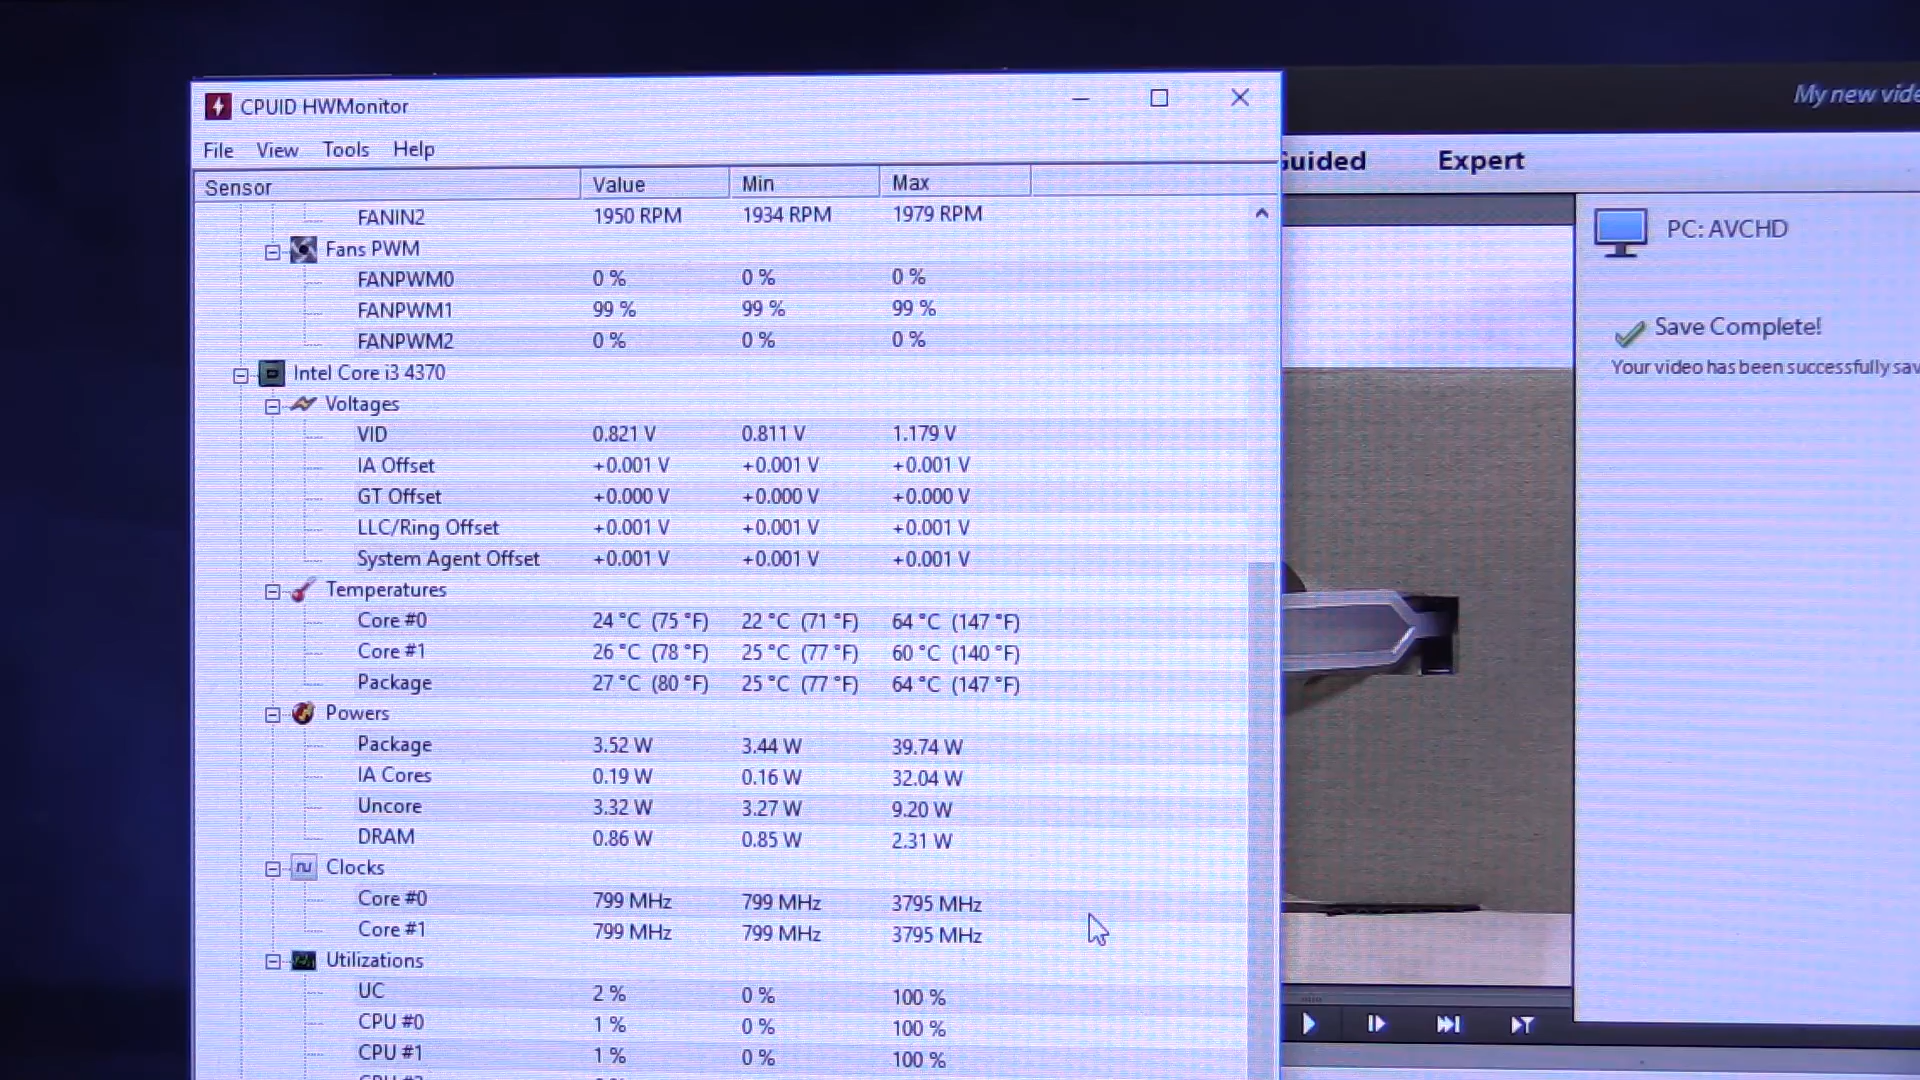 My new vide
CPUID HWMonitor
File View Tools Help
Guided Expert
Sensor Value Min Max
FANIN2 1950 RPM 1934 RPM 1979 RPM
Fans PWM
FANPWM0 0 % 0 % 0 %
FANPWM1 99 % 99 % 99 %
FANPWM2 0 % 0 % 0 %
Intel Core i3 4370
Voltages
VID 0.821 V 0.811 V 1.179 V
IA Offset +0.001 V +0.001 V +0.001 V
GT Offset +0.000 V +0.000 V +0.000 V
LLC/Ring Offset +0.001 V +0.001 V +0.001 V
System Agent Offset +0.001 V +0.001 V +0.001 V
Temperatures
Core #0 24 °C (75 °F) 22 °C (71 °F) 64 °C (147 °F)
Core #1 26 °C (78 °F) 25 °C (77 °F) 60 °C (140 °F)
Package 27 °C (80 °F) 25 °C (77 °F) 64 °C (147 °F)
Powers
Package 3.52 W 3.44 W 39.74 W
IA Cores 0.19 W 0.16 W 32.04 W
Uncore 3.32 W 3.27 W 9.20 W
DRAM 0.86 W 0.85 W 2.31 W
Clocks
Core #0 799 MHz 799 MHz 3795 MHz
Core #1 799 MHz 799 MHz 3795 MHz
Utilizations
UC 2 % 0 % 100 %
CPU #0 1 % 0 % 100 %
CPU #1 1 % 0 % 100 %
PC: AVCHD
Save Complete!
Your video has been successfully sav